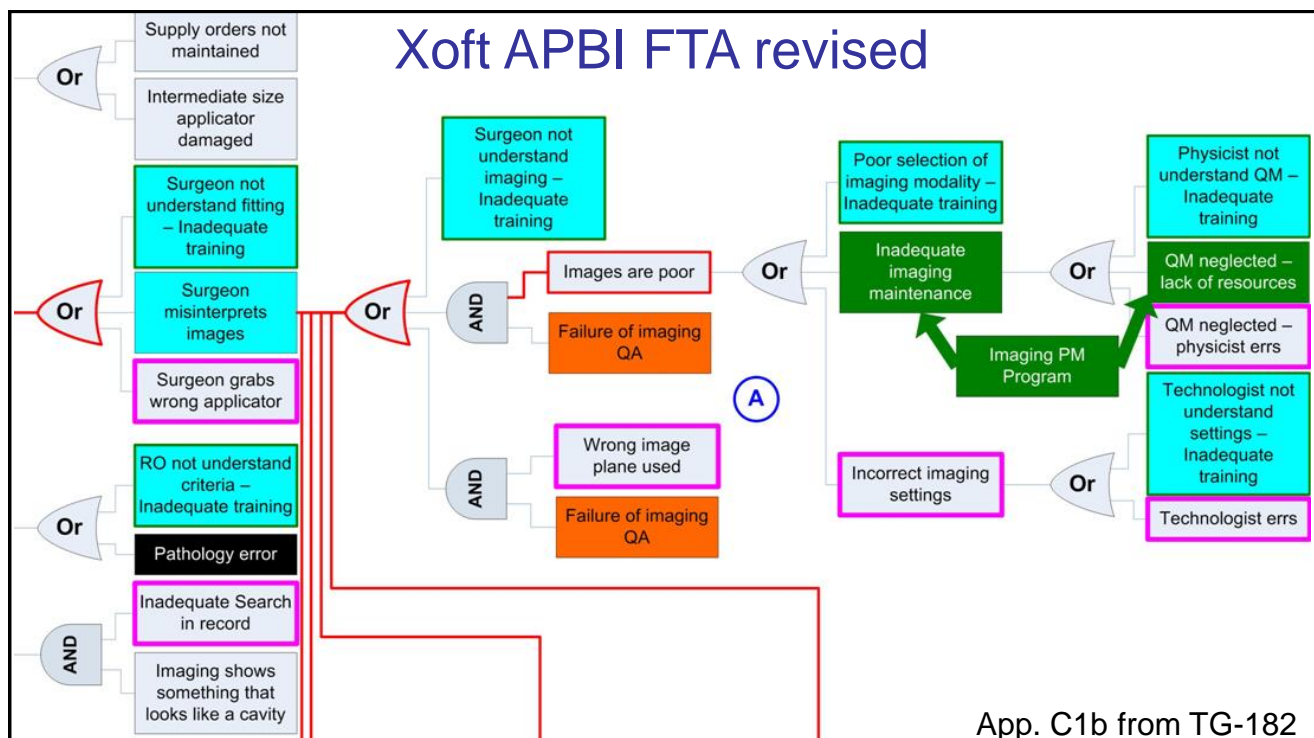 Xoft APBI FTA revised
Supply orders not
maintained
Or
Intermediate size
applicator
damaged
Surgeon not
understand fitting
– Inadequate
training
Or
Surgeon
misinterprets
images
Surgeon grabs
wrong applicator
RO not understand
criteria –
Inadequate training
Or
Pathology error
Inadequate Search
in record
AND
Imaging shows
something that
looks like a cavity
Surgeon not
understand
imaging –
Inadequate
training
Or
Images are poor
AND
Failure of imaging
QA
Wrong image
plane used
AND
Failure of imaging
QA
A
Poor selection of
imaging modality –
Inadequate training
Or
Inadequate
imaging
maintenance
Imaging PM
Program
Incorrect imaging
settings
Physicist not
understand QM –
Inadequate
training
Or
QM neglected –
lack of resources
QM neglected –
physicist errs
Technologist not
understand
settings –
Inadequate
training
Or
Technologist errs
App. C1b from TG-182